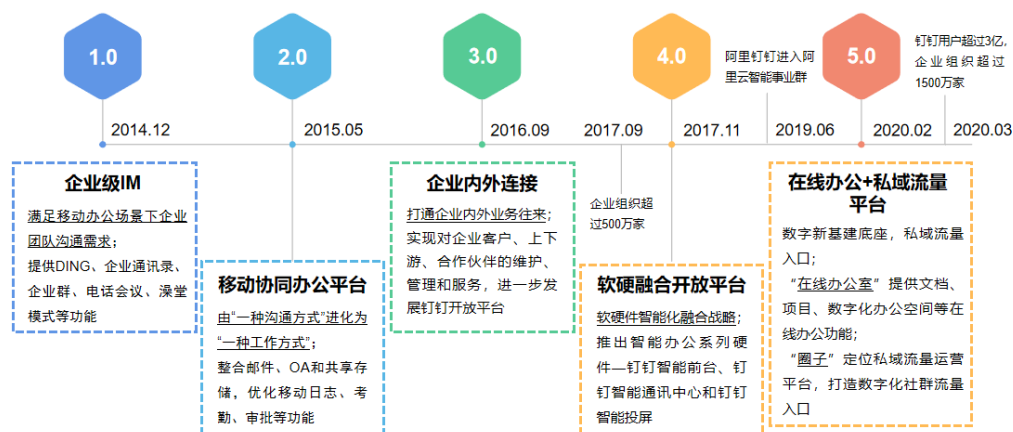 1.0
2.0
3.0
4.0
5.0
阿里钉钉进入阿
里云智能事业群
钉钉用户超过3亿，
企业组织超过
1500万家
2014.12
2015.05
2016.09
2017.09
2017.11
2019.06
2020.02
2020.03
企业级IM
满足移动办公场景下企业
团队沟通需求；
提供DING、企业通讯录、
企业群、电话会议、澡堂
模式等功能
移动协同办公平台
由“一种沟通方式”进化为
“一种工作方式”；
整合邮件、OA和共享存
储，优化移动日志、考
勤、审批等功能
企业内外连接
打通企业内外业务往来；
实现对企业客户、上下
游、合作伙伴的维护、
管理和服务，进一步发
展钉钉开放平台
企业组织超
过500万家
软硬融合开放平台
软硬件智能化融合战略；
推出智能办公系列硬
件—钉钉智能前台、钉
钉智能通讯中心和钉钉
智能投屏
在线办公+私域流量
平台
数字新基建底座，私域流量
入口；
“在线办公室”提供文档、
项目、数字化办公空间等在
线办公功能；
“圈子”定位私域流量运营
平台，打造数字化社群流量
入口